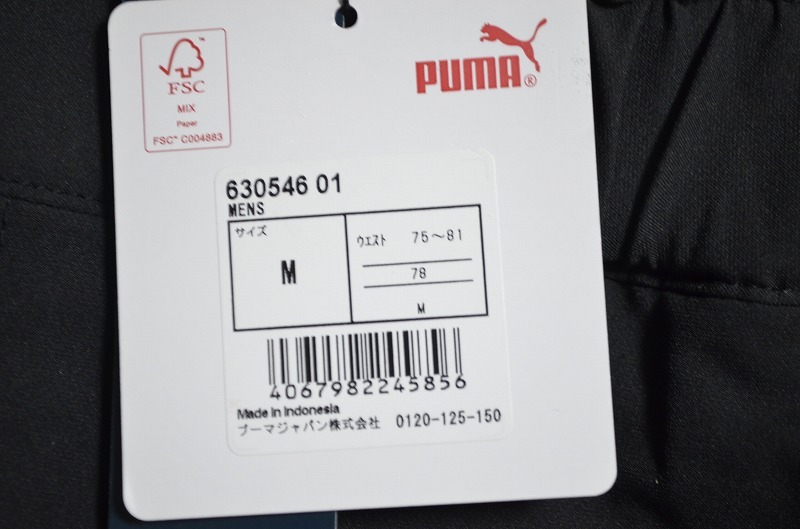 FSC
MIX
Paper
FSC™ C004883
PUMA®
630546 01
MENS
サイズ
M
ウエスト 75~81
78
M
4067982245856
Made in Indonesia
プーマジャパン株式会社 0120-125-150